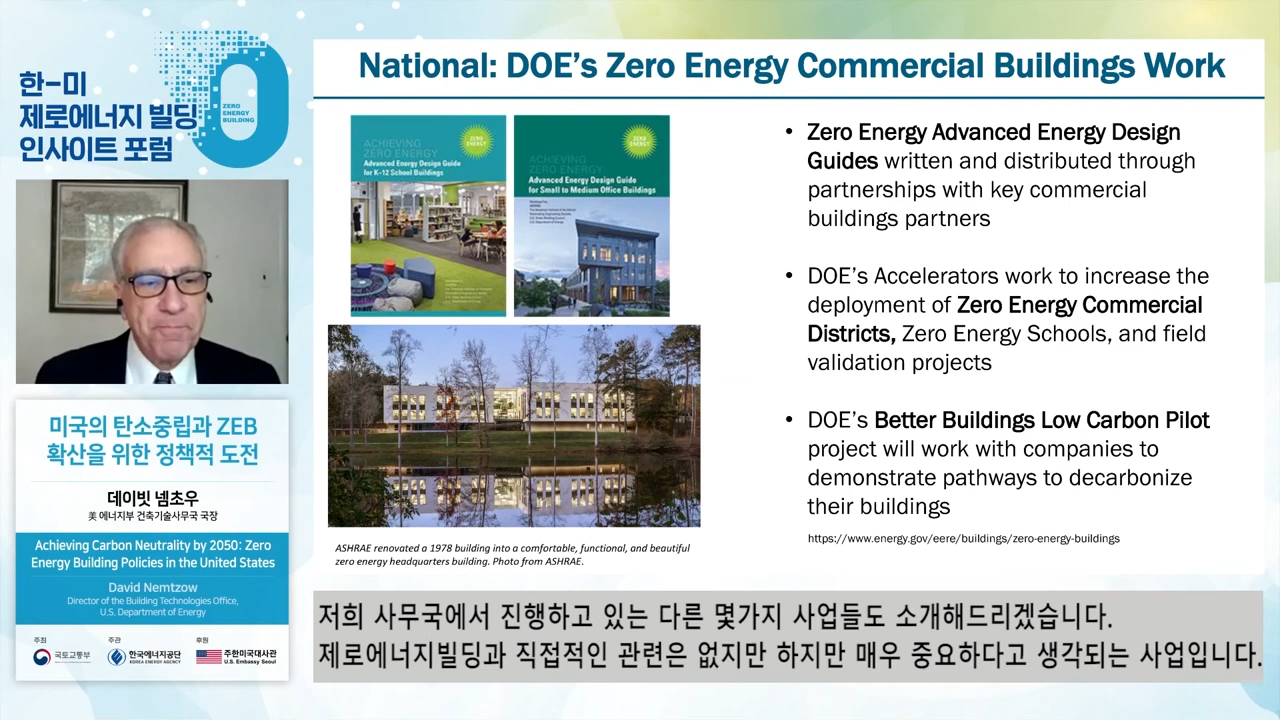 한-미
제로에너지 빌딩
인사이트 포럼
ZERO
ENERGY
BUILDING
미국의 탄소중립과 ZEB
확산을 위한 정책적 도전
데이빗 넴초우
美 에너지부 건축기술사무국 국장
Achieving Carbon Neutrality by 2050: Zero
Energy Building Policies in the United States
David Nemtzow
Director of the Building Technologies Office,
U.S. Department of Energy
주최
국토교통부
주관
한국에너지공단
KOREA ENERGY AGENCY
후원
주한미국대사관
U.S. Embassy Seoul
National: DOE’s Zero Energy Commercial Buildings Work
ACHIEVING
ZERO ENERGY
Advanced Energy Design Guide
for K–12 School Buildings
ZERO
ENERGY
ACHIEVING
ZERO ENERGY
Advanced Energy Design Guide
for Small to Medium Office Buildings
ZERO
ENERGY
ASHRAE renovated a 1978 building into a comfortable, functional, and beautiful
zero energy headquarters building. Photo from ASHRAE.
• Zero Energy Advanced Energy Design
Guides written and distributed through
partnerships with key commercial
buildings partners
• DOE’s Accelerators work to increase the
deployment of Zero Energy Commercial
Districts, Zero Energy Schools, and field
validation projects
• DOE’s Better Buildings Low Carbon Pilot
project will work with companies to
demonstrate pathways to decarbonize
their buildings
https://www.energy.gov/eere/buildings/zero-energy-buildings
저희 사무국에서 진행하고 있는 다른 몇가지 사업들도 소개해드리겠습니다.
제로에너지빌딩과 직접적인 관련은 없지만 하지만 매우 중요하다고 생각되는 사업입니다.